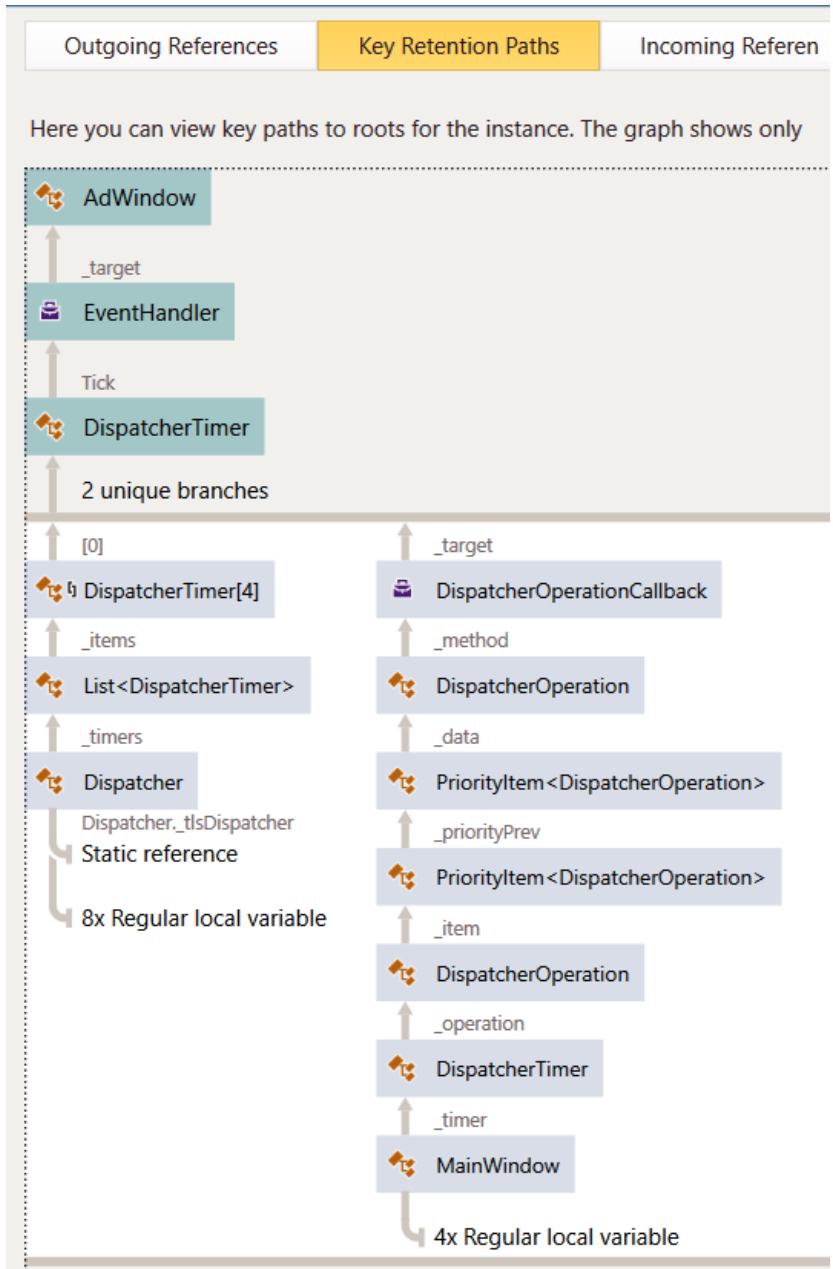 Outgoing References
Key Retention Paths
Incoming Referen
Here you can view key paths to roots for the instance. The graph shows only
AdWindow
_target
EventHandler
Tick
DispatcherTimer
2 unique branches
[0]
DispatcherTimer[4]
_items
List<DispatcherTimer>
_timers
Dispatcher
Dispatcher._tlsDispatcher
Static reference
8x Regular local variable
_target
DispatcherOperationCallback
_method
DispatcherOperation
_data
PriorityItem<DispatcherOperation>
_priorityPrev
PriorityItem<DispatcherOperation>
_item
DispatcherOperation
_operation
DispatcherTimer
_timer
MainWindow
4x Regular local variable